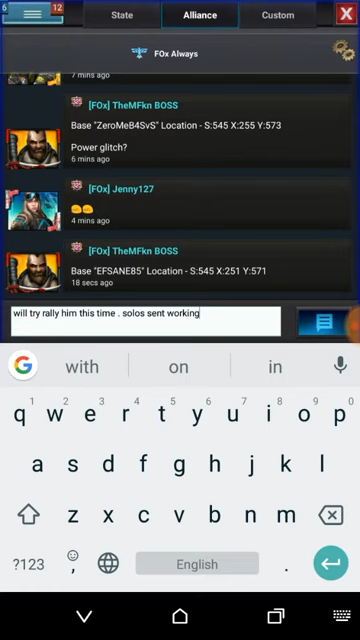 6
12
State
Alliance
Custom
X
FOx Always
7 mins ago
[FOx] TheMFkn BOSS
Base "ZeroMeB4SvS" Location - S:545 X:255 Y:573
Power glitch?
6 mins ago
[FOx] Jenny127
4 mins ago
[FOx] TheMFkn BOSS
Base "EFSANE85" Location - S:545 X:251 Y:571
18 secs ago
will try rally him this time . solos sent working
G
with
on
in
1 2 3 4 5 6 7 8 9 0
q w e r t y u i o p
a s d f g h j k l
z x c v b n m
?123
,
English
.